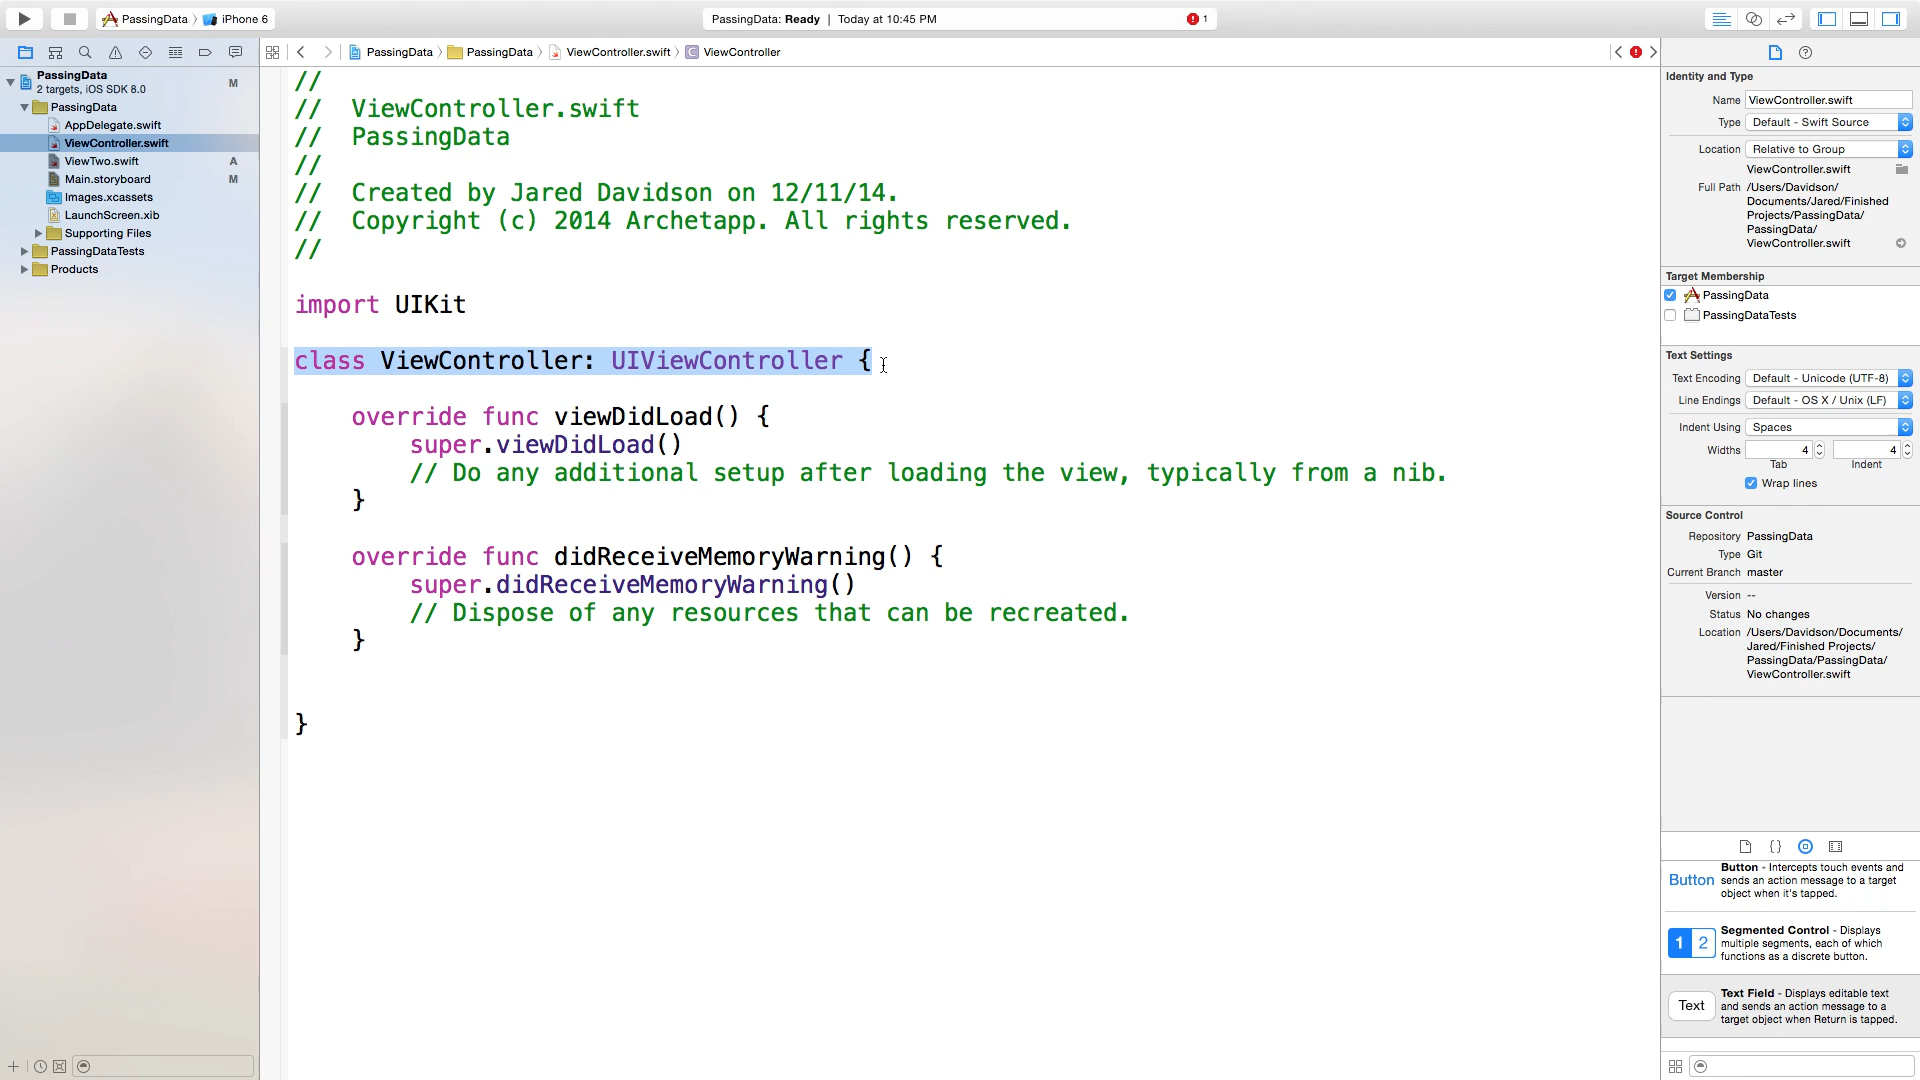 PassingData
iPhone 6
PassingData: Ready | Today at 10:45 PM
1
PassingData
PassingData
ViewController.swift
ViewController
PassingData
2 targets, iOS SDK 8.0
M
PassingData
AppDelegate.swift
ViewController.swift
ViewTwo.swift
A
Main.storyboard
M
Images.xcassets
LaunchScreen.xib
Supporting Files
PassingDataTests
Products
//
// ViewController.swift
// PassingData
//
// Created by Jared Davidson on 12/11/14.
// Copyright (c) 2014 Archetapp. All rights reserved.
//
import UIKit
class ViewController: UIViewController {
override func viewDidLoad() {
super.viewDidLoad()
// Do any additional setup after loading the view, typically from a nib.
}
override func didReceiveMemoryWarning() {
super.didReceiveMemoryWarning()
// Dispose of any resources that can be recreated.
}
}
Identity and Type
Name ViewController.swift
Type Default - Swift Source
Location Relative to Group
ViewController.swift
Full Path /Users/Davidson/
Documents/Jared/Finished
Projects/PassingData/
PassingData/
ViewController.swift
Target Membership
PassingData
PassingDataTests
Text Settings
Text Encoding Default - Unicode (UTF-8)
Line Endings Default - OS X / Unix (LF)
Indent Using Spaces
Widths 4 4
Tab Indent
Wrap lines
Source Control
Repository PassingData
Type Git
Current Branch master
Version --
Status No changes
Location /Users/Davidson/Documents/
Jared/Finished Projects/
PassingData/PassingData/
ViewController.swift
{}
Button
Button - Intercepts touch events and
sends an action message to a target
object when it's tapped.
1 2
Segmented Control - Displays
multiple segments, each of which
functions as a discrete button.
Text
Text Field - Displays editable text
and sends an action message to a
target object when Return is tapped.